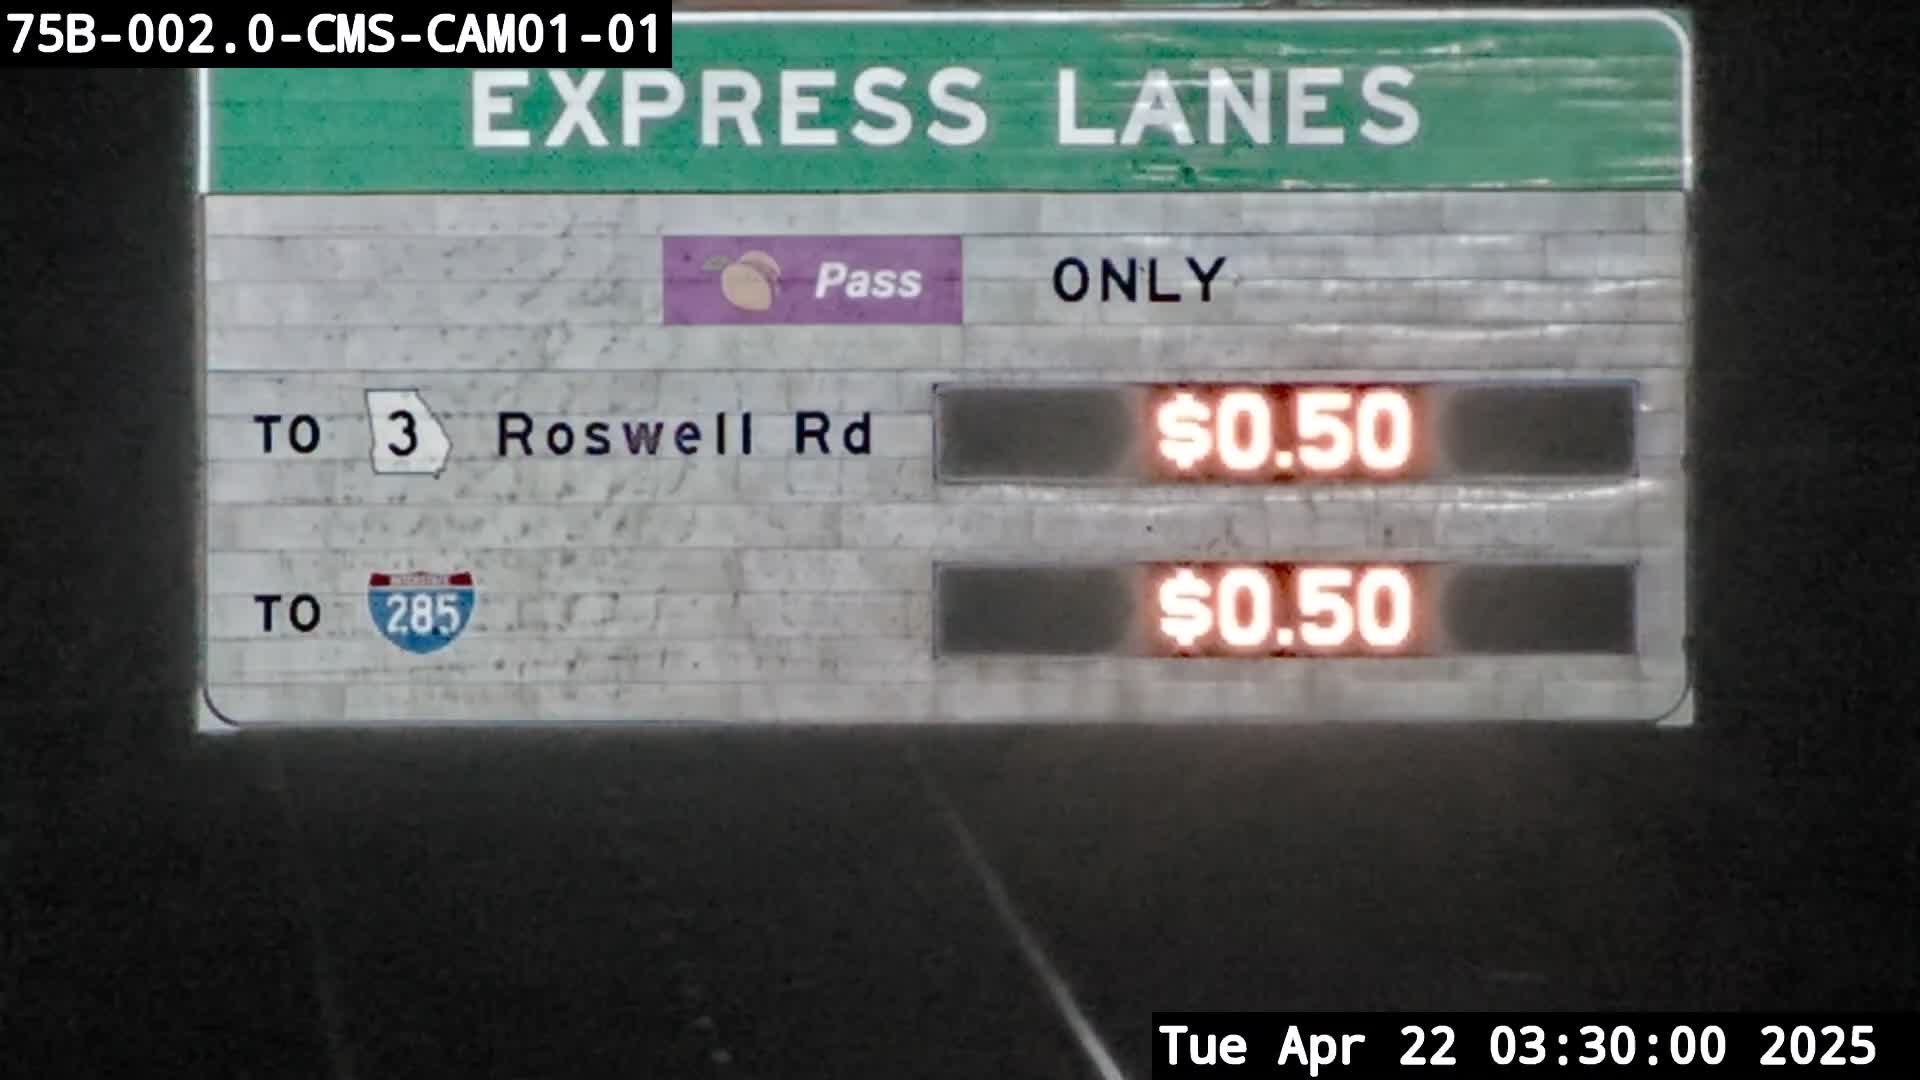 75B-002.0-CMS-CAM01-01
EXPRESS LANES
Pass ONLY
TO 3 Roswell Rd $0.50
TO INTERSTATE 285 $0.50
Tue Apr 22 03:30:00 2025